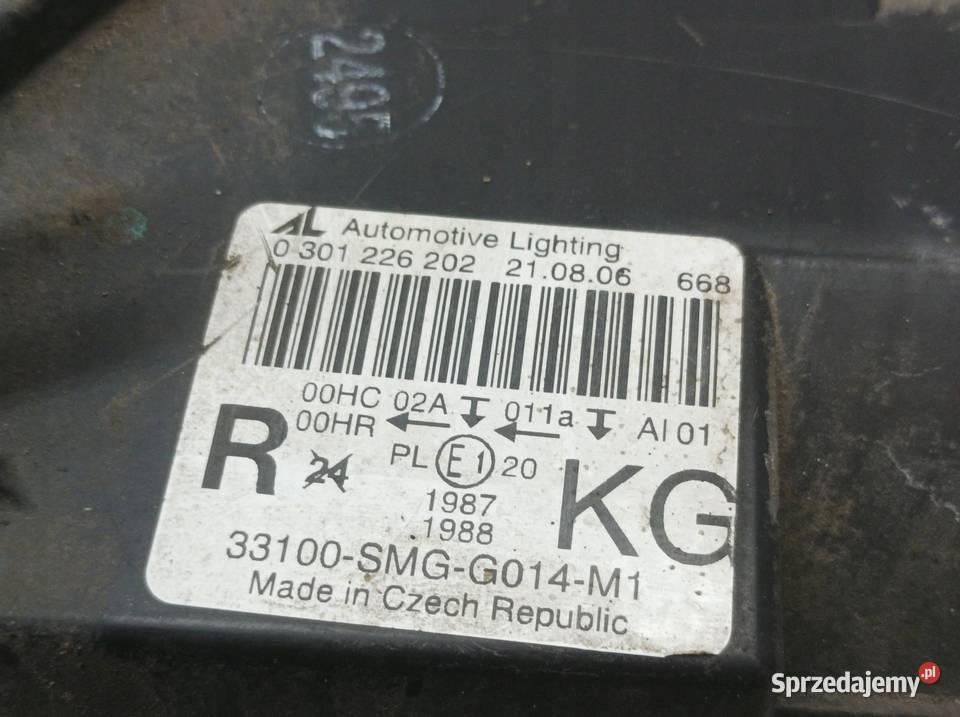 AL Automotive Lighting
0 301 226 202 21.08.06 668
00HC 02A 011a AI 01
00HR
R 24 PL E1 20 KG
1987
1988
33100-SMG-G014-M1
Made in Czech Republic
Sprzedajemy.pl